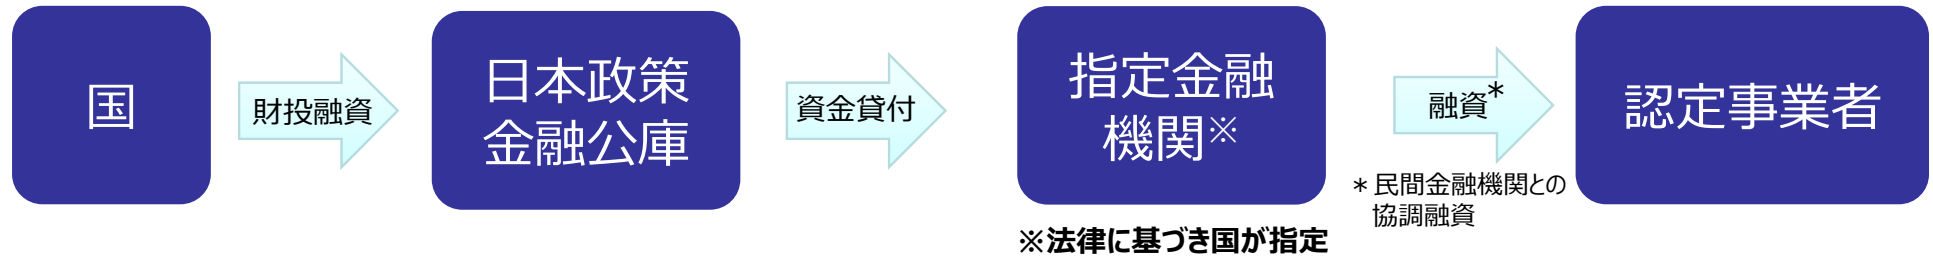 国
財投融資
日本政策
金融公庫
資金貸付
指定金融
機関※
※法律に基づき国が指定
融資*
*民間金融機関との
協調融資
認定事業者